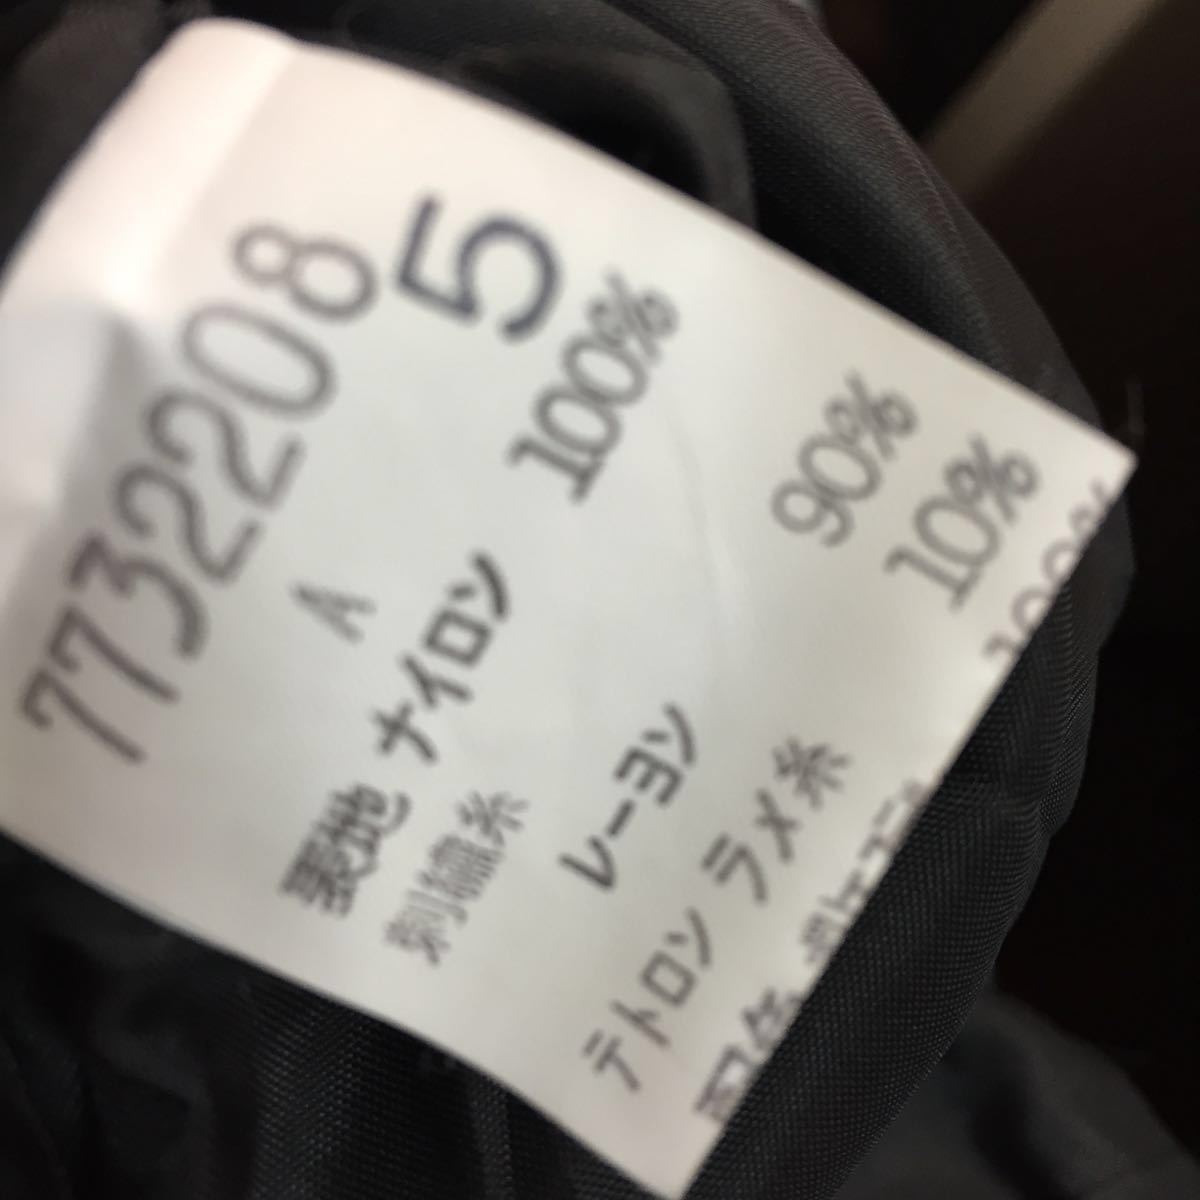 7732208
A 5
裏地 ナイロン 100%
刺繍糸
レーヨン 90%
テトロン ラメ糸 10%
100%